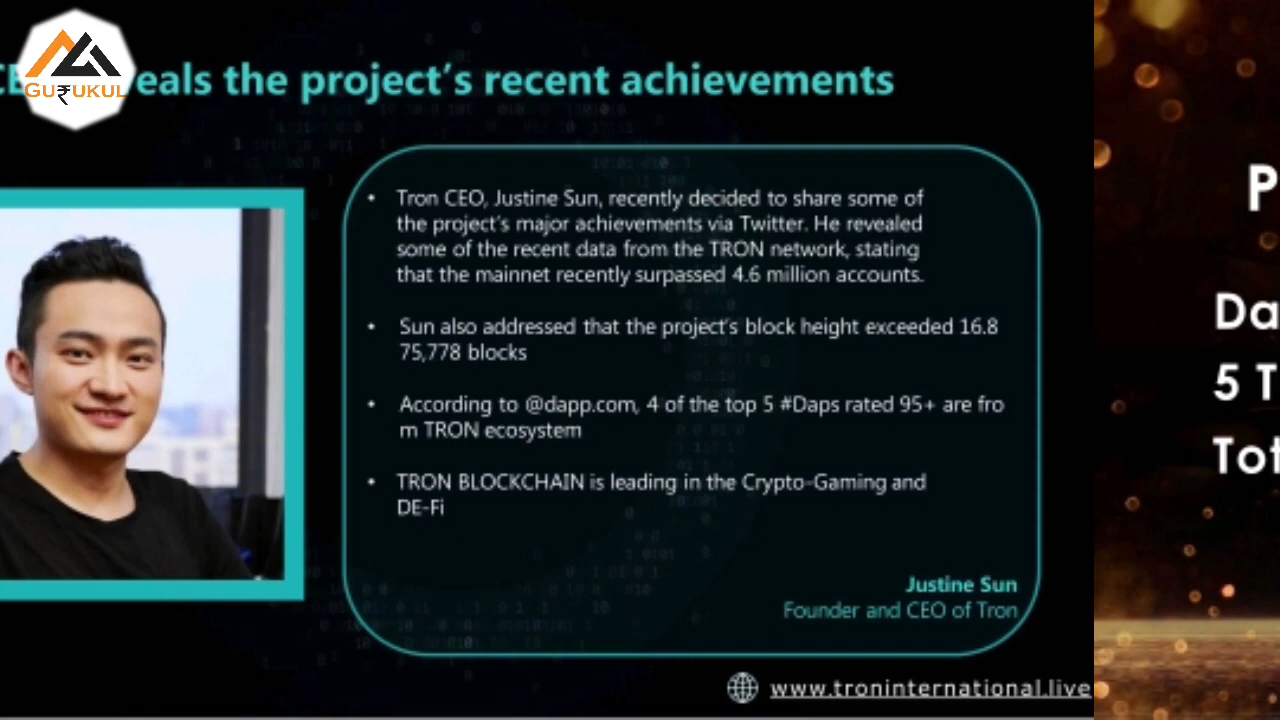 GURUKUL
CE
eals the project's recent achievements
• Tron CEO, Justine Sun, recently decided to share some of
the project's major achievements via Twitter. He revealed
some of the recent data from the TRON network, stating
that the mainnet recently surpassed 4.6 million accounts.
• Sun also addressed that the project's block height exceeded 16.8
75,778 blocks
• According to @dapp.com, 4 of the top 5 #Daps rated 95+ are fro
m TRON ecosystem
• TRON BLOCKCHAIN is leading in the Crypto-Gaming and
DE-Fi
Justine Sun
Founder and CEO of Tron
www.troninternational.live
P
Da
5 T
Tot